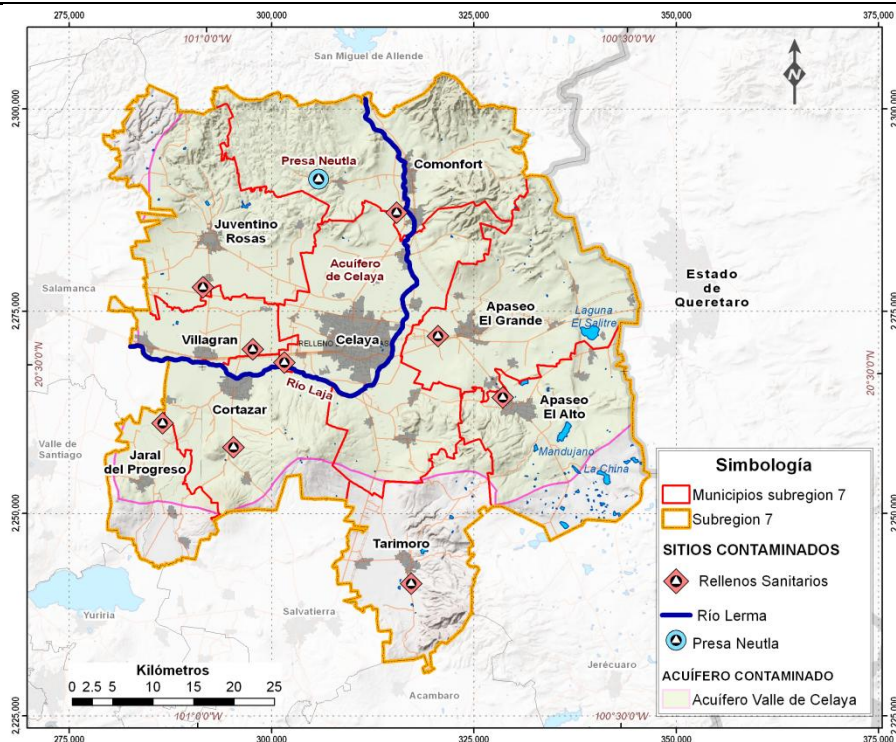 275,000
300,000
325,000
350,000
375,000
101°0'0"W
100°30'0"W
San Miguel de Allende
N
2,300,000
2,300,000
Comonfort
Presa Neutla
Juventino
Rosas
Acuífero
de Celaya
Estado
de
Queretaro
Salamanca
Apaseo
El Grande
Laguna
El Salitre
2,275,000
2,275,000
Villagran
RELLENO
Celaya
20°30'0"N
20°30'0"N
Río Laja
Cortazar
Apaseo
El Alto
Valle de
Santiago
Jaral
del Progreso
Mandujano
La China
2,250,000
2,250,000
Tarimoro
Yuriria
Salvatierra
Jerécuaro
Acambaro
Simbología
Municipios subregion 7
Subregion 7
SITIOS CONTAMINADOS
Rellenos Sanitarios
Río Lerma
Presa Neutla
ACUÍFERO CONTAMINADO
Acuífero Valle de Celaya
Kilómetros
0 2.5 5 10 15 20 25
2,225,000
2,225,000
101°0'0"W
100°30'0"W
275,000
300,000
325,000
350,000
375,000